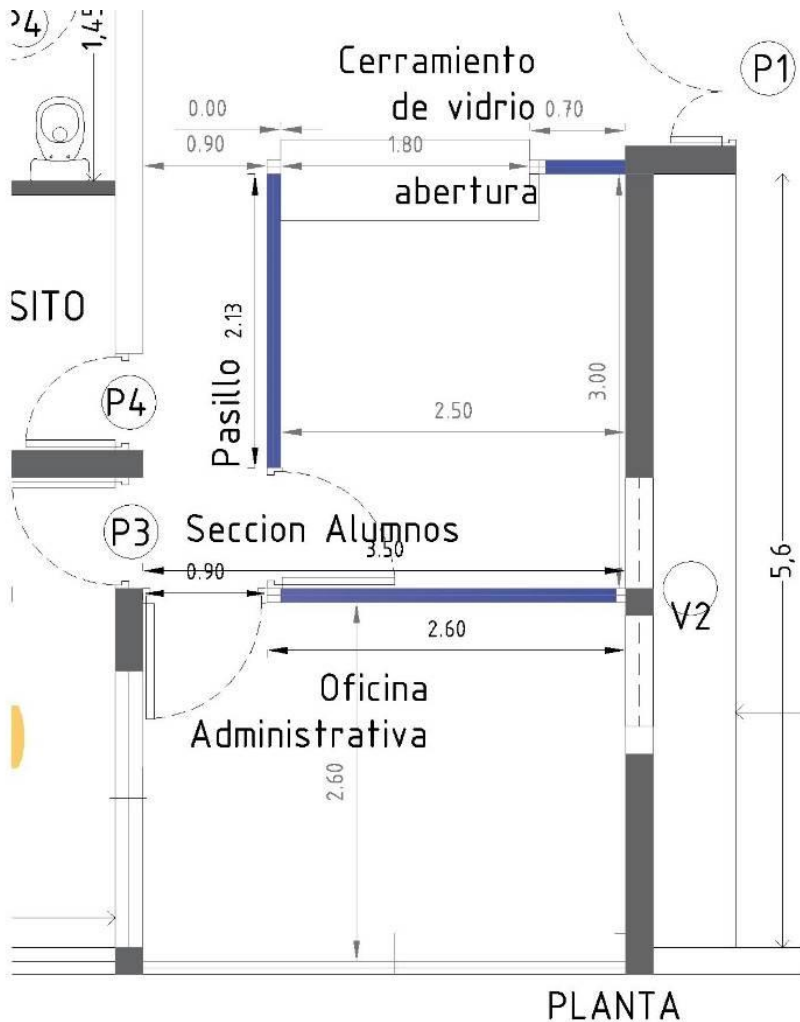 P4
1,45
Cerramiento
de vidrio
P1
0.00
0.70
0.90
1.80
abertura
SITO
Pasillo
2.13
3.00
P4
2.50
P3
Seccion Alumnos
3.50
5,6
0.90
V2
2.60
Oficina
Administrativa
2.60
PLANTA